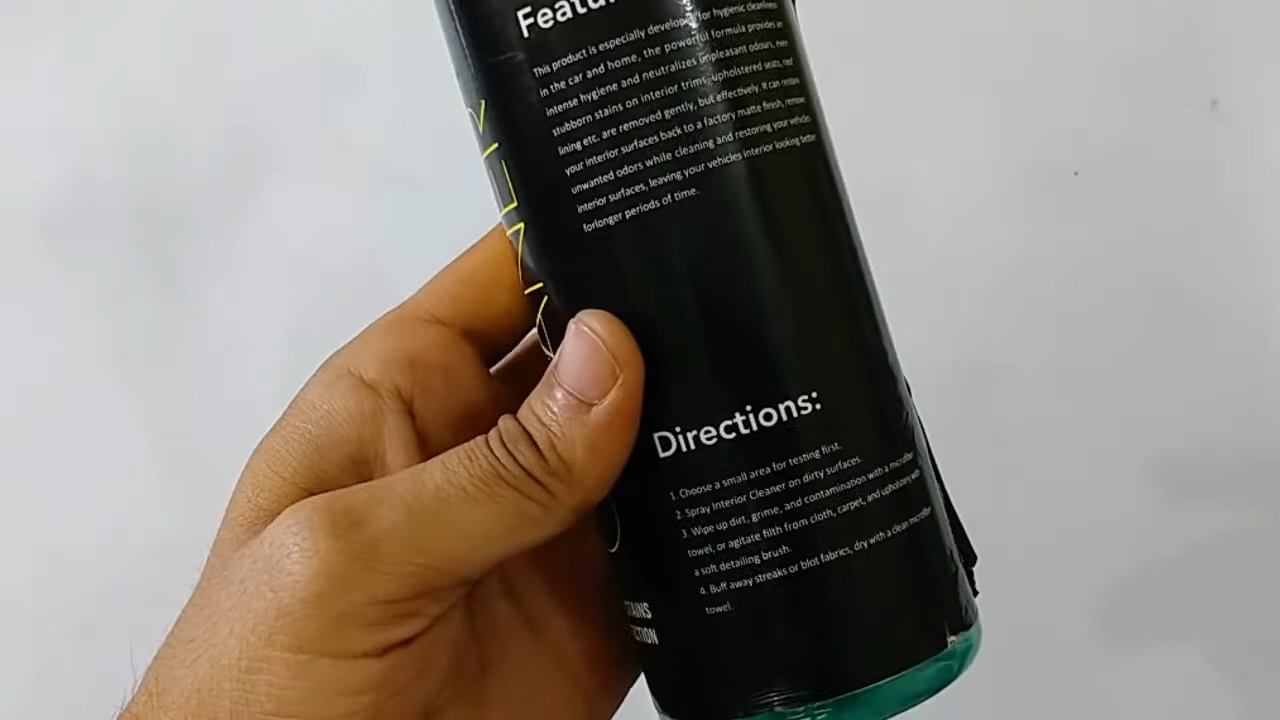 Featu
This product is especially developed for hygienic cleanliness
in the car and home, the powerful formula provides an
intense hygiene and neutralizes unpleasant odours, even
stubborn stains on interior trims, upholstered seats, roof
lining etc. are removed gently, but effectively. It can restore
your interior surfaces back to a factory matte finish, remove
unwanted odors while cleaning and restoring your vehicles
interior surfaces, leaving your vehicles interior looking better
forlonger periods of time.
Directions:
1. Choose a small area for testing first.
2. Spray Interior Cleaner on dirty surfaces.
3. Wipe up dirt, grime, and contamination with a microfiber
towel, or agitate filth from cloth, carpet, and upholstery with
a soft detailing brush.
4. Buff away streaks or blot fabrics, dry with a clean microfiber
towel.
TAINS
CTION